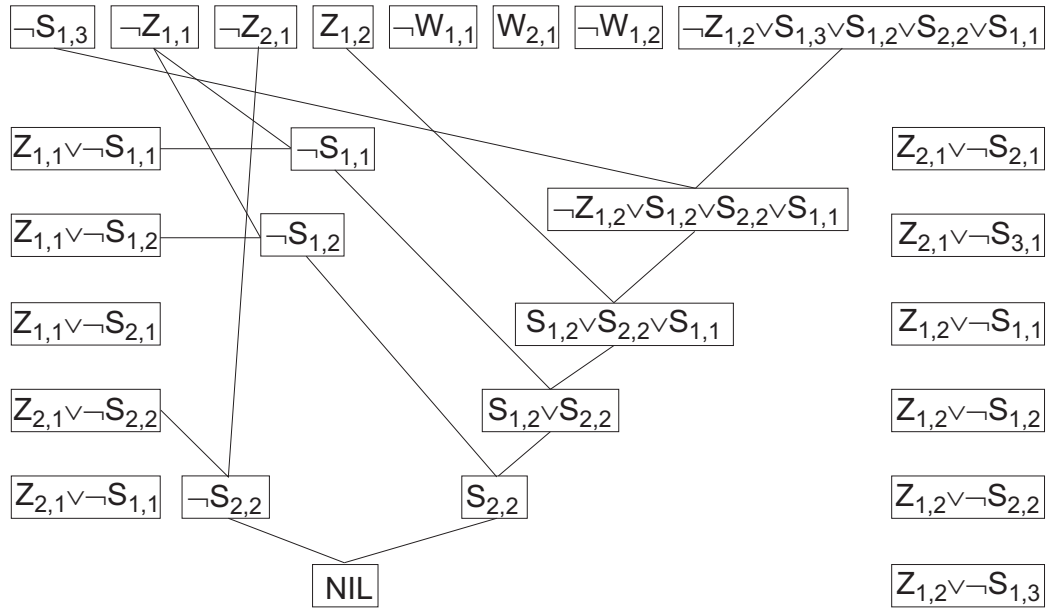 ¬S₁,₃ ¬Z₁,₁ ¬Z₂,₁ Z₁,₂ ¬W₁,₁ W₂,₁ ¬W₁,₂ ¬Z₁,₂∨S₁,₃∨S₁,₂∨S₂,₂∨S₁,₁
Z₁,₁∨¬S₁,₁ ¬S₁,₁ Z₂,₁∨¬S₂,₁
¬Z₁,₂∨S₁,₂∨S₂,₂∨S₁,₁
Z₁,₁∨¬S₁,₂ ¬S₁,₂ Z₂,₁∨¬S₃,₁
Z₁,₁∨¬S₂,₁ S₁,₂∨S₂,₂∨S₁,₁ Z₁,₂∨¬S₁,₁
Z₂,₁∨¬S₂,₂ S₁,₂∨S₂,₂ Z₁,₂∨¬S₁,₂
Z₂,₁∨¬S₁,₁ ¬S₂,₂ S₂,₂ Z₁,₂∨¬S₂,₂
NIL Z₁,₂∨¬S₁,₃